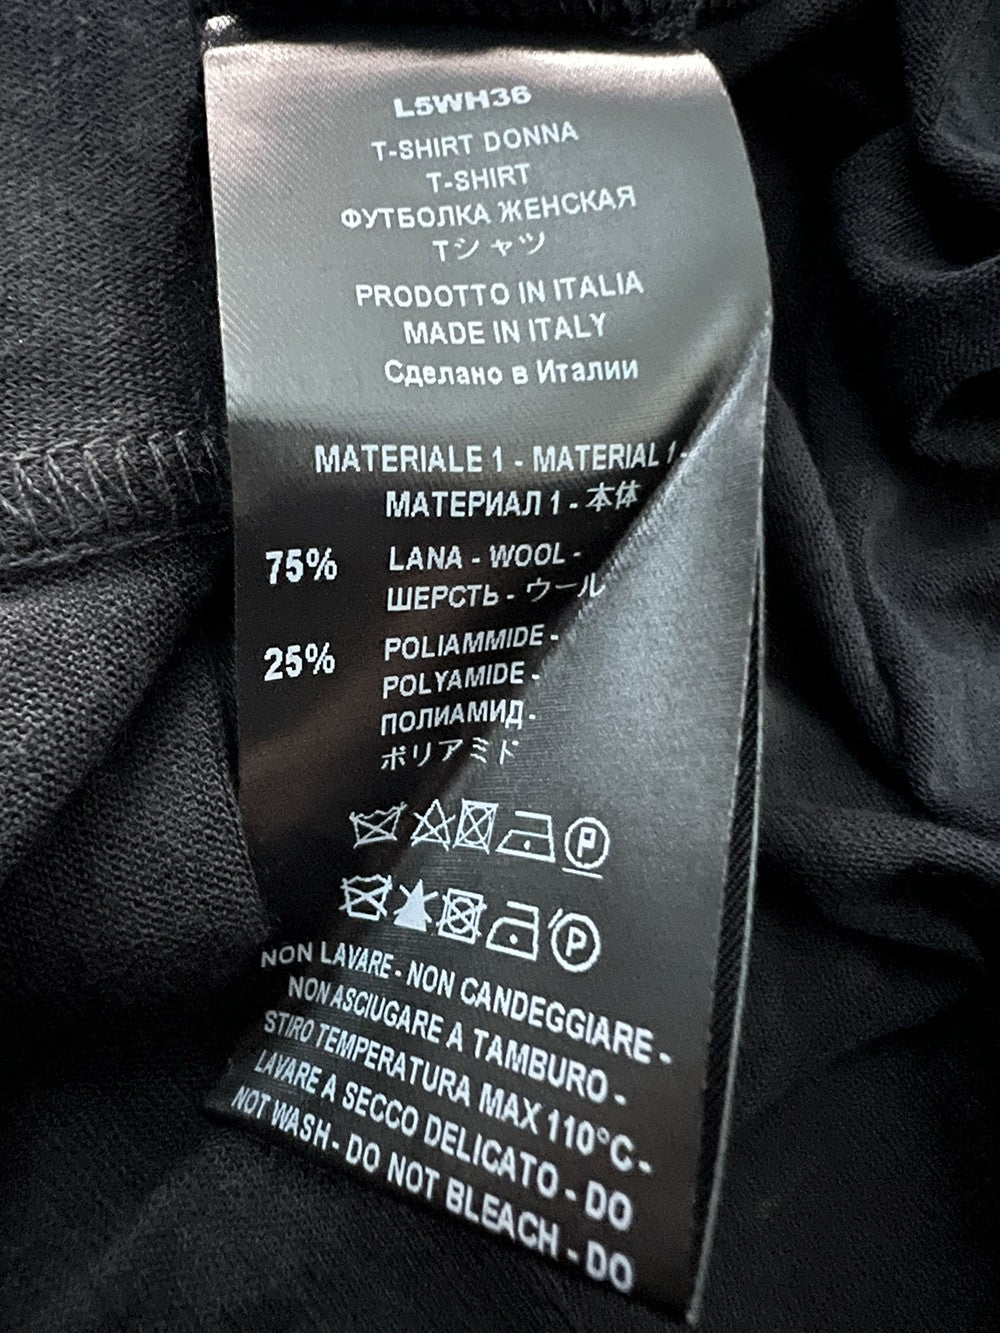 L5WH36
T-SHIRT DONNA
T-SHIRT
ФУТБОЛКА ЖЕНСКАЯ
Tシャツ
PRODOTTO IN ITALIA
MADE IN ITALY
Сделано в Италии
MATERIALE 1 - MATERIAL 1 -
МАТЕРИАЛ 1 - 本体
75% LANA - WOOL -
ШЕРСТЬ - ウール
25% POLIAMMIDE -
POLYAMIDE -
ПОЛИАМИД -
ポリアミド
P
P
NON LAVARE - NON CANDEGGIARE -
NON ASCIUGARE A TAMBURO -
STIRO TEMPERATURA MAX 110°C -
LAVARE A SECCO DELICATO - DO
NOT WASH - DO NOT BLEACH - DO